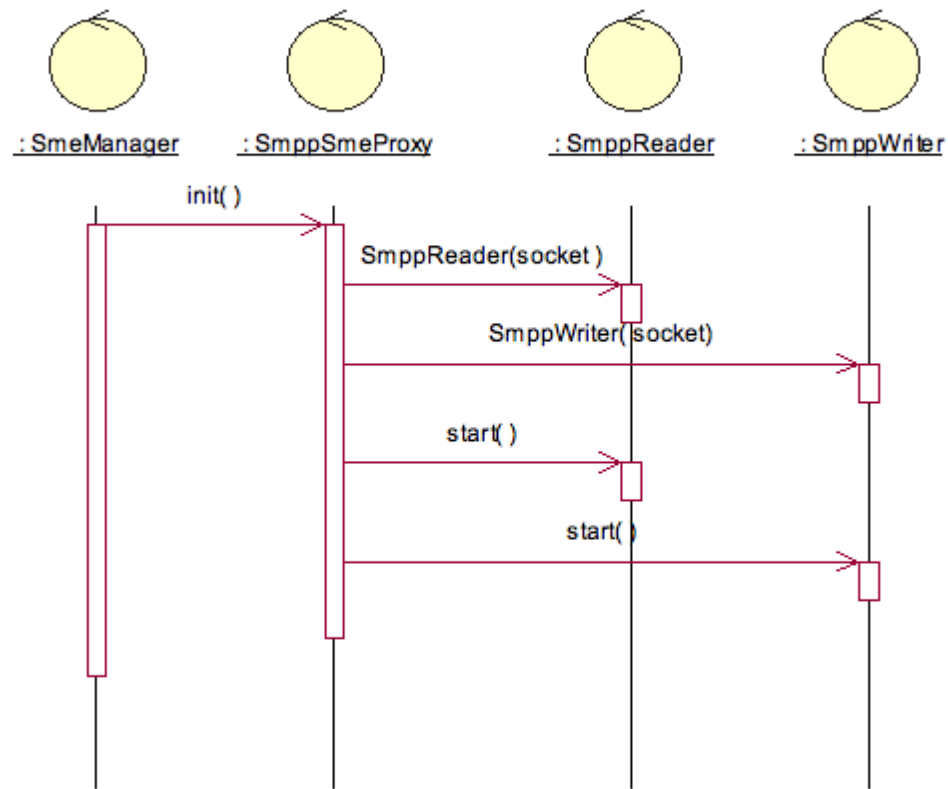 : SmeManager
: SmppSmeProxy
: SmppReader
: SmppWriter
init( )
SmppReader(socket )
SmppWriter( socket)
start( )
start( )